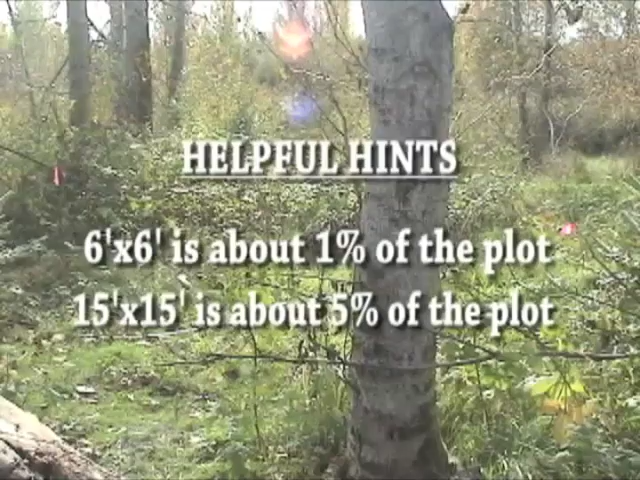 HELPFUL HINTS
6'x6' is about 1% of the plot
15'x15' is about 5% of the plot